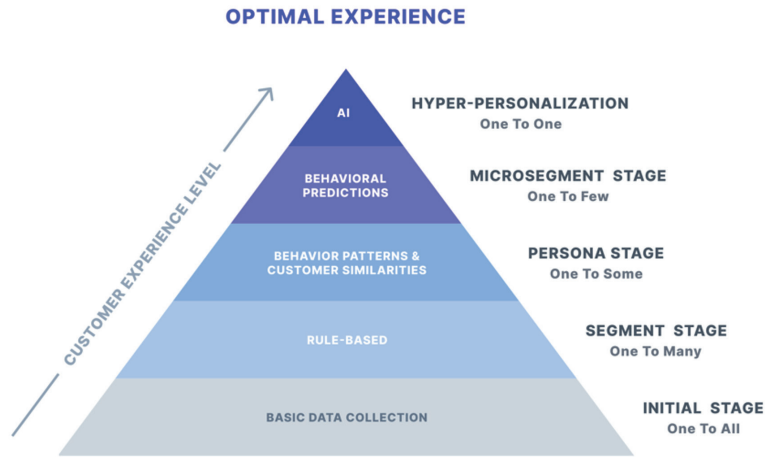 OPTIMAL EXPERIENCE
CUSTOMER EXPERIENCE LEVEL
AI
HYPER-PERSONALIZATION
One To One
BEHAVIORAL
PREDICTIONS
MICROSEGMENT STAGE
One To Few
BEHAVIOR PATTERNS &
CUSTOMER SIMILARITIES
PERSONA STAGE
One To Some
RULE-BASED
SEGMENT STAGE
One To Many
BASIC DATA COLLECTION
INITIAL STAGE
One To All